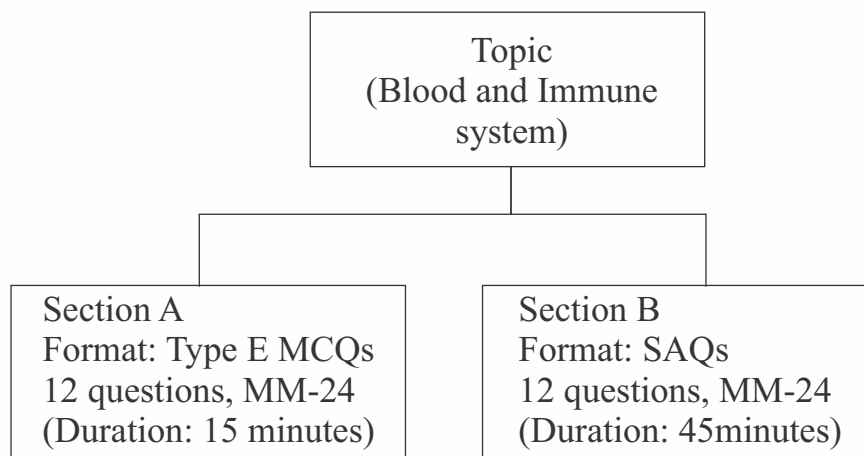 Topic
(Blood and Immune
system)
Section A
Format: Type E MCQs
12 questions, MM-24
(Duration: 15 minutes)
Section B
Format: SAQs
12 questions, MM-24
(Duration: 45minutes)